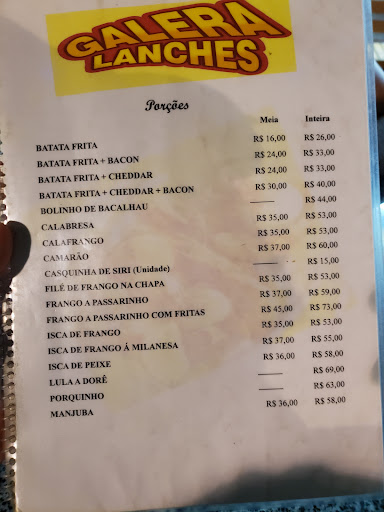 GALERA
LANCHES
Porções
Meia Inteira
BATATA FRITA R$ 16,00 R$ 26,00
BATATA FRITA + BACON R$ 24,00 R$ 33,00
BATATA FRITA + CHEDDAR R$ 24,00 R$ 33,00
BATATA FRITA + CHEDDAR + BACON R$ 30,00 R$ 40,00
BOLINHO DE BACALHAU —— R$ 44,00
CALABRESA R$ 35,00 R$ 53,00
CALAFRANGO R$ 35,00 R$ 53,00
CAMARÃO R$ 37,00 R$ 60,00
CASQUINHA DE SIRI (Unidade) —— R$ 15,00
FILÉ DE FRANGO NA CHAPA R$ 35,00 R$ 53,00
FRANGO A PASSARINHO R$ 37,00 R$ 59,00
FRANGO A PASSARINHO COM FRITAS R$ 45,00 R$ 73,00
ISCA DE FRANGO R$ 35,00 R$ 53,00
ISCA DE FRANGO Á MILANESA R$ 37,00 R$ 55,00
ISCA DE PEIXE R$ 36,00 R$ 58,00
LULA A DORÊ —— R$ 69,00
PORQUINHO —— R$ 63,00
MANJUBA R$ 36,00 R$ 58,00